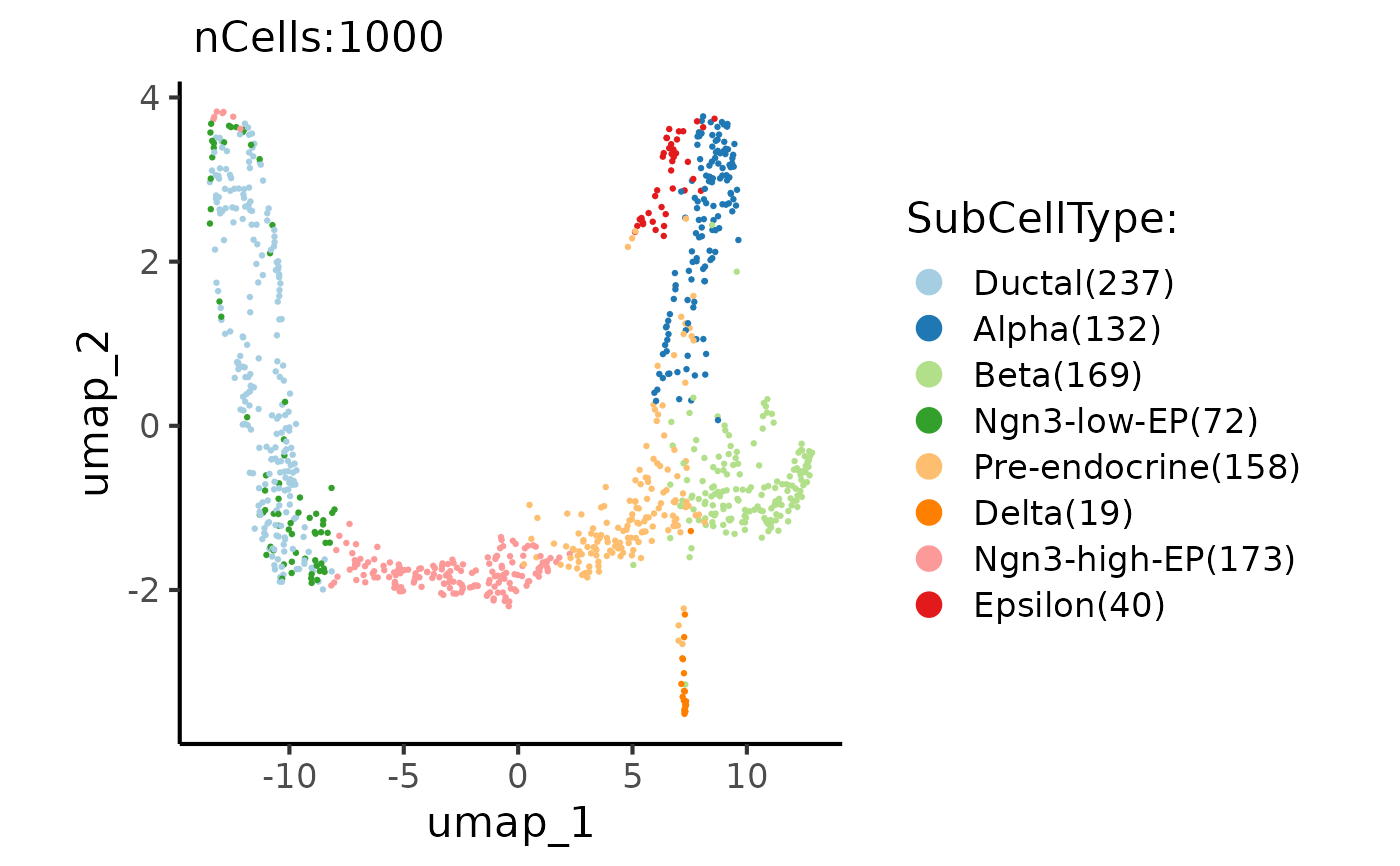 nCells:1000
4
2
0
-2
umap_2
-10
-5
0
5
10
umap_1
SubCellType:
Ductal(237)
Alpha(132)
Beta(169)
Ngn3-low-EP(72)
Pre-endocrine(158)
Delta(19)
Ngn3-high-EP(173)
Epsilon(40)